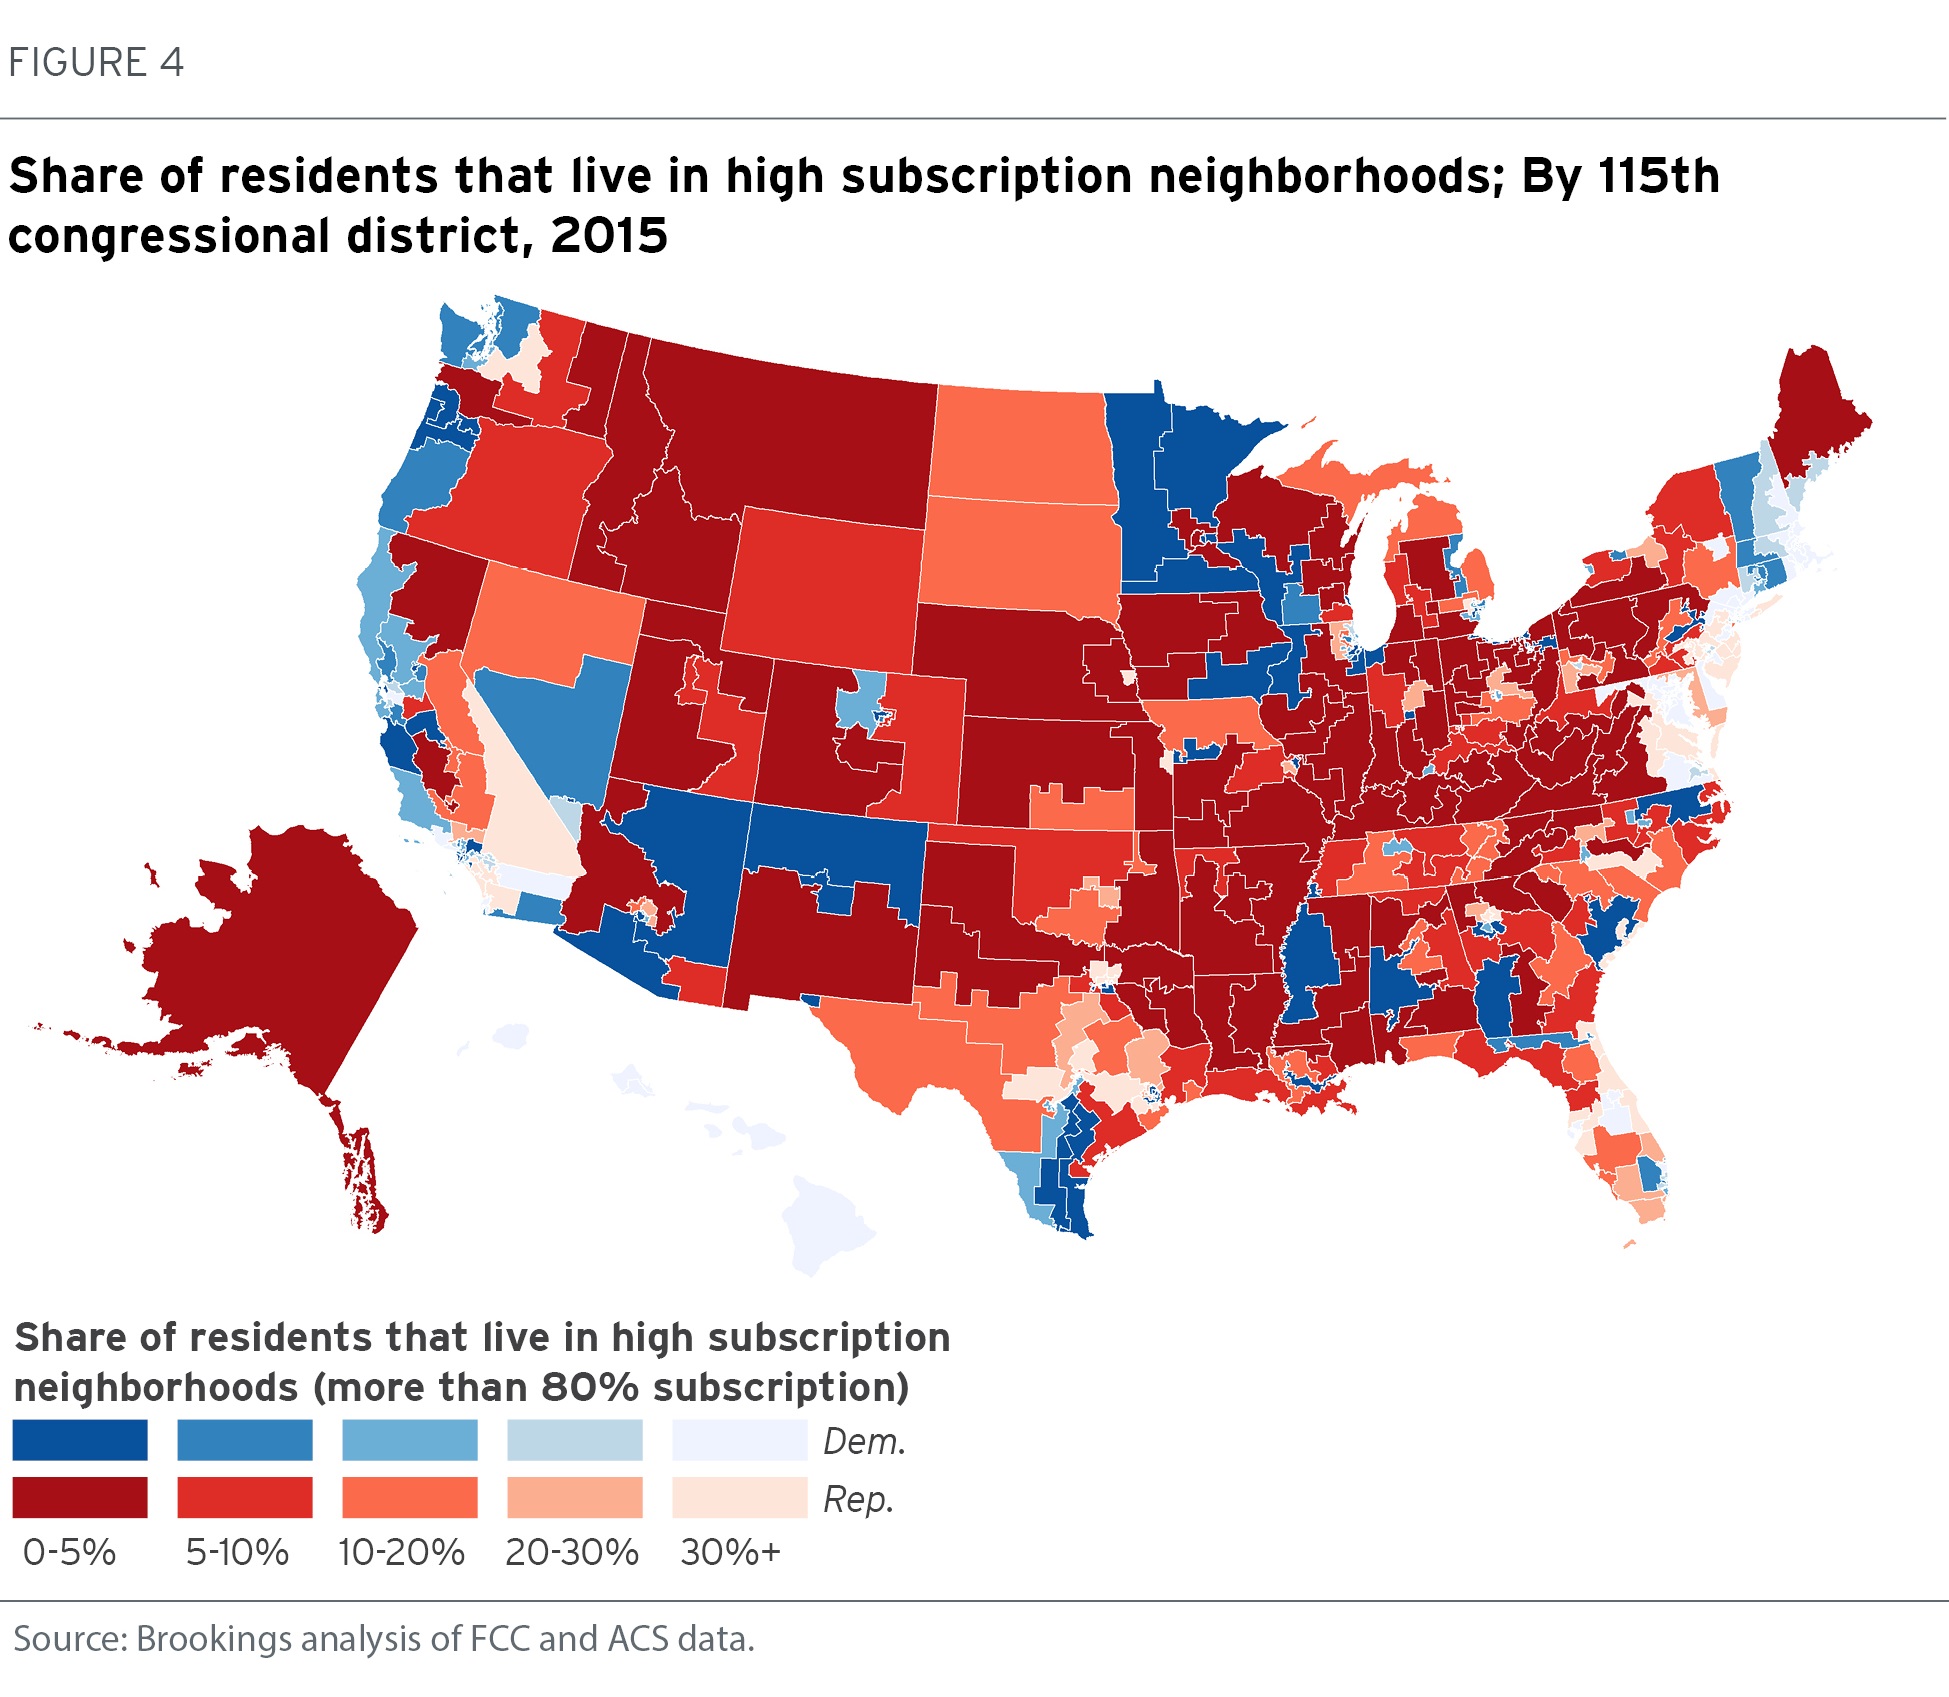 FIGURE 4
Share of residents that live in high subscription neighborhoods; By 115th
congressional district, 2015
Share of residents that live in high subscription
neighborhoods (more than 80% subscription)
Dem.
Rep.
0-5% 5-10% 10-20% 20-30% 30%+
Source: Brookings analysis of FCC and ACS data.